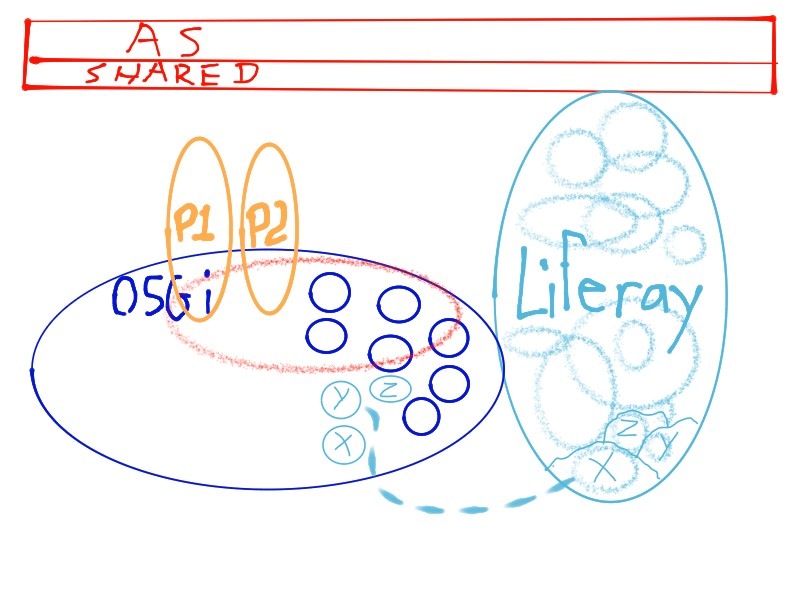 AS
SHARED
P1 P2
OSGi
Liferay
Y Z
X
Z Y
X